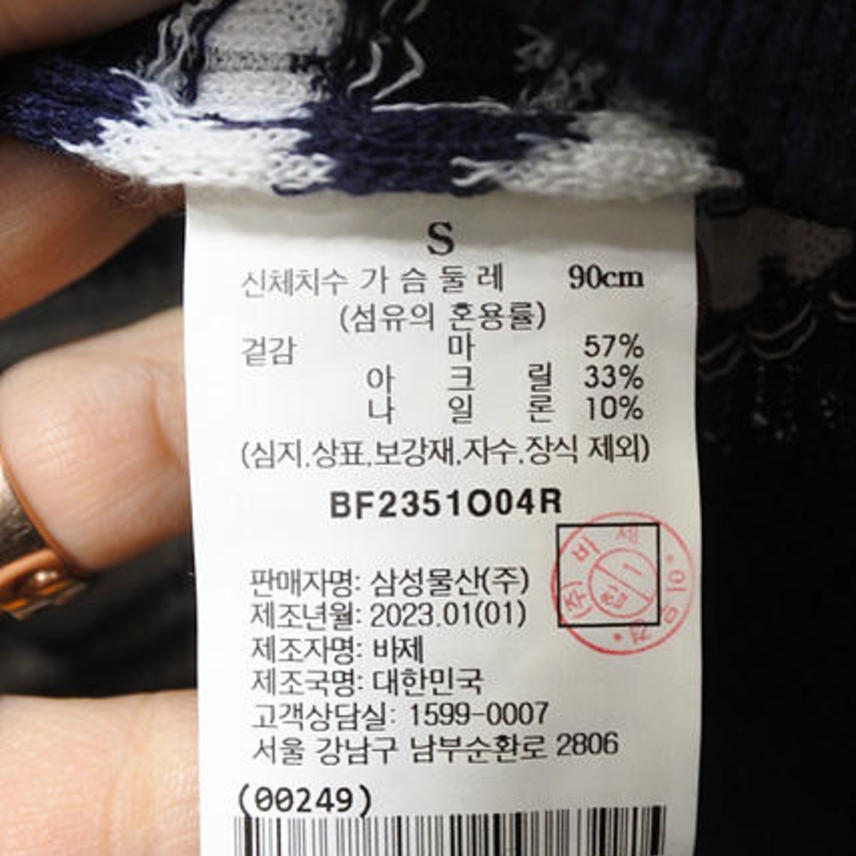 S
신체치수 가 슴 둘 레 90cm
(섬유의 혼용률)
겉감 마 57%
아 크 릴 33%
나 일 론 10%
(심지.상표.보강재.자수.장식 제외)
BF2351O04R
판매자명: 삼성물산(주)
제조년월: 2023.01(01)
제조자명: 바제
제조국명: 대한민국
고객상담실: 1599-0007
서울 강남구 남부순환로 2806
(00249)